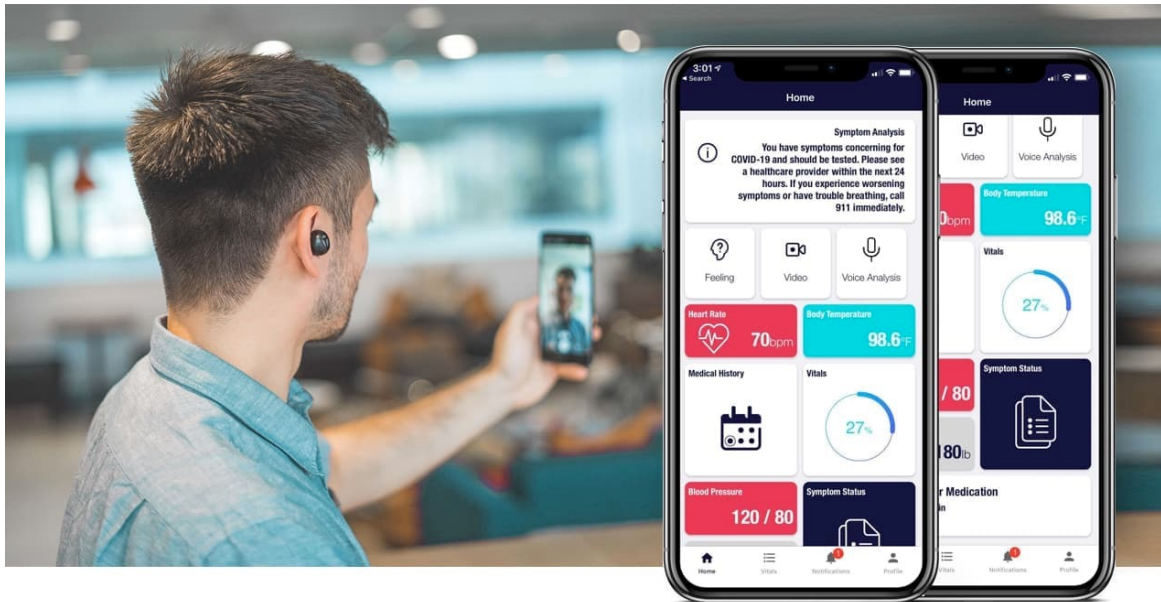 3:01
Search
Home
Symptom Analysis
You have symptoms concerning for
COVID-19 and should be tested. Please see
a healthcare provider within the next 24
hours. If you experience worsening
symptoms or have trouble breathing, call
911 immediately.
Feeling
Video
Voice Analysis
Heart Rate
70bpm
Body Temperature
98.6°F
Medical History
Vitals
27%
Blood Pressure
120 / 80
Symptom Status
Home
Vitals
Notifications
1
Profile
Home
Video
Voice Analysis
0bpm
Body Temperature
98.6°F
Vitals
27%
/ 80
Symptom Status
180lb
r Medication
in
Vitals
Notifications
1
Profile